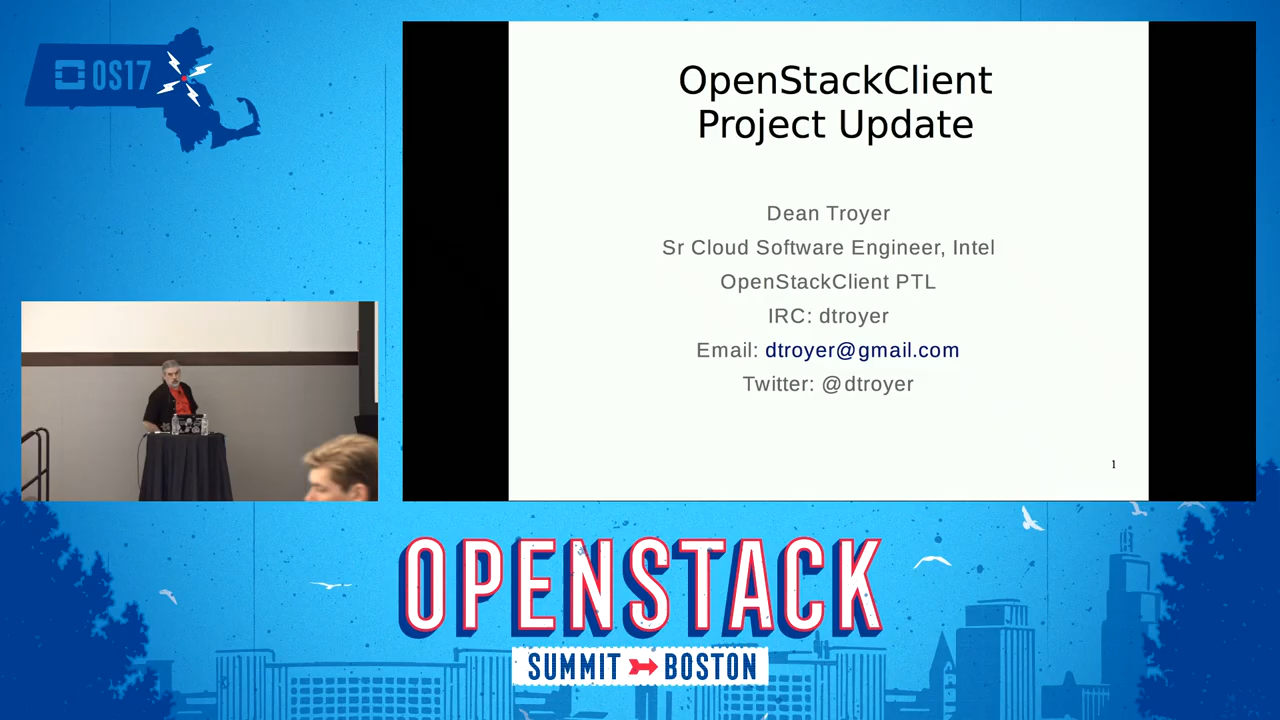 OS17
OpenStackClient
Project Update
Dean Troyer
Sr Cloud Software Engineer, Intel
OpenStackClient PTL
IRC: dtroyer
Email: dtroyer@gmail.com
Twitter: @dtroyer
1
OPENSTACK
SUMMIT BOSTON